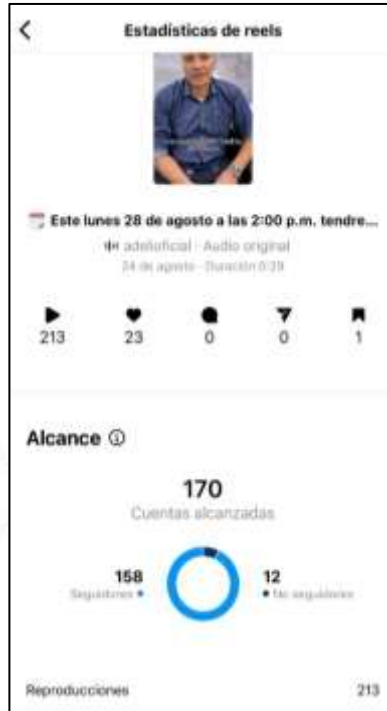 Estadísticas de reels
Este lunes 28 de agosto a las 2:00 p.m. tendre...
adelioficial · Audio original
24 de agosto · Duración 0:29
213 23 0 0 1
Alcance
170
Cuentas alcanzadas
158 12
Seguidores No seguidores
Reproducciones 213